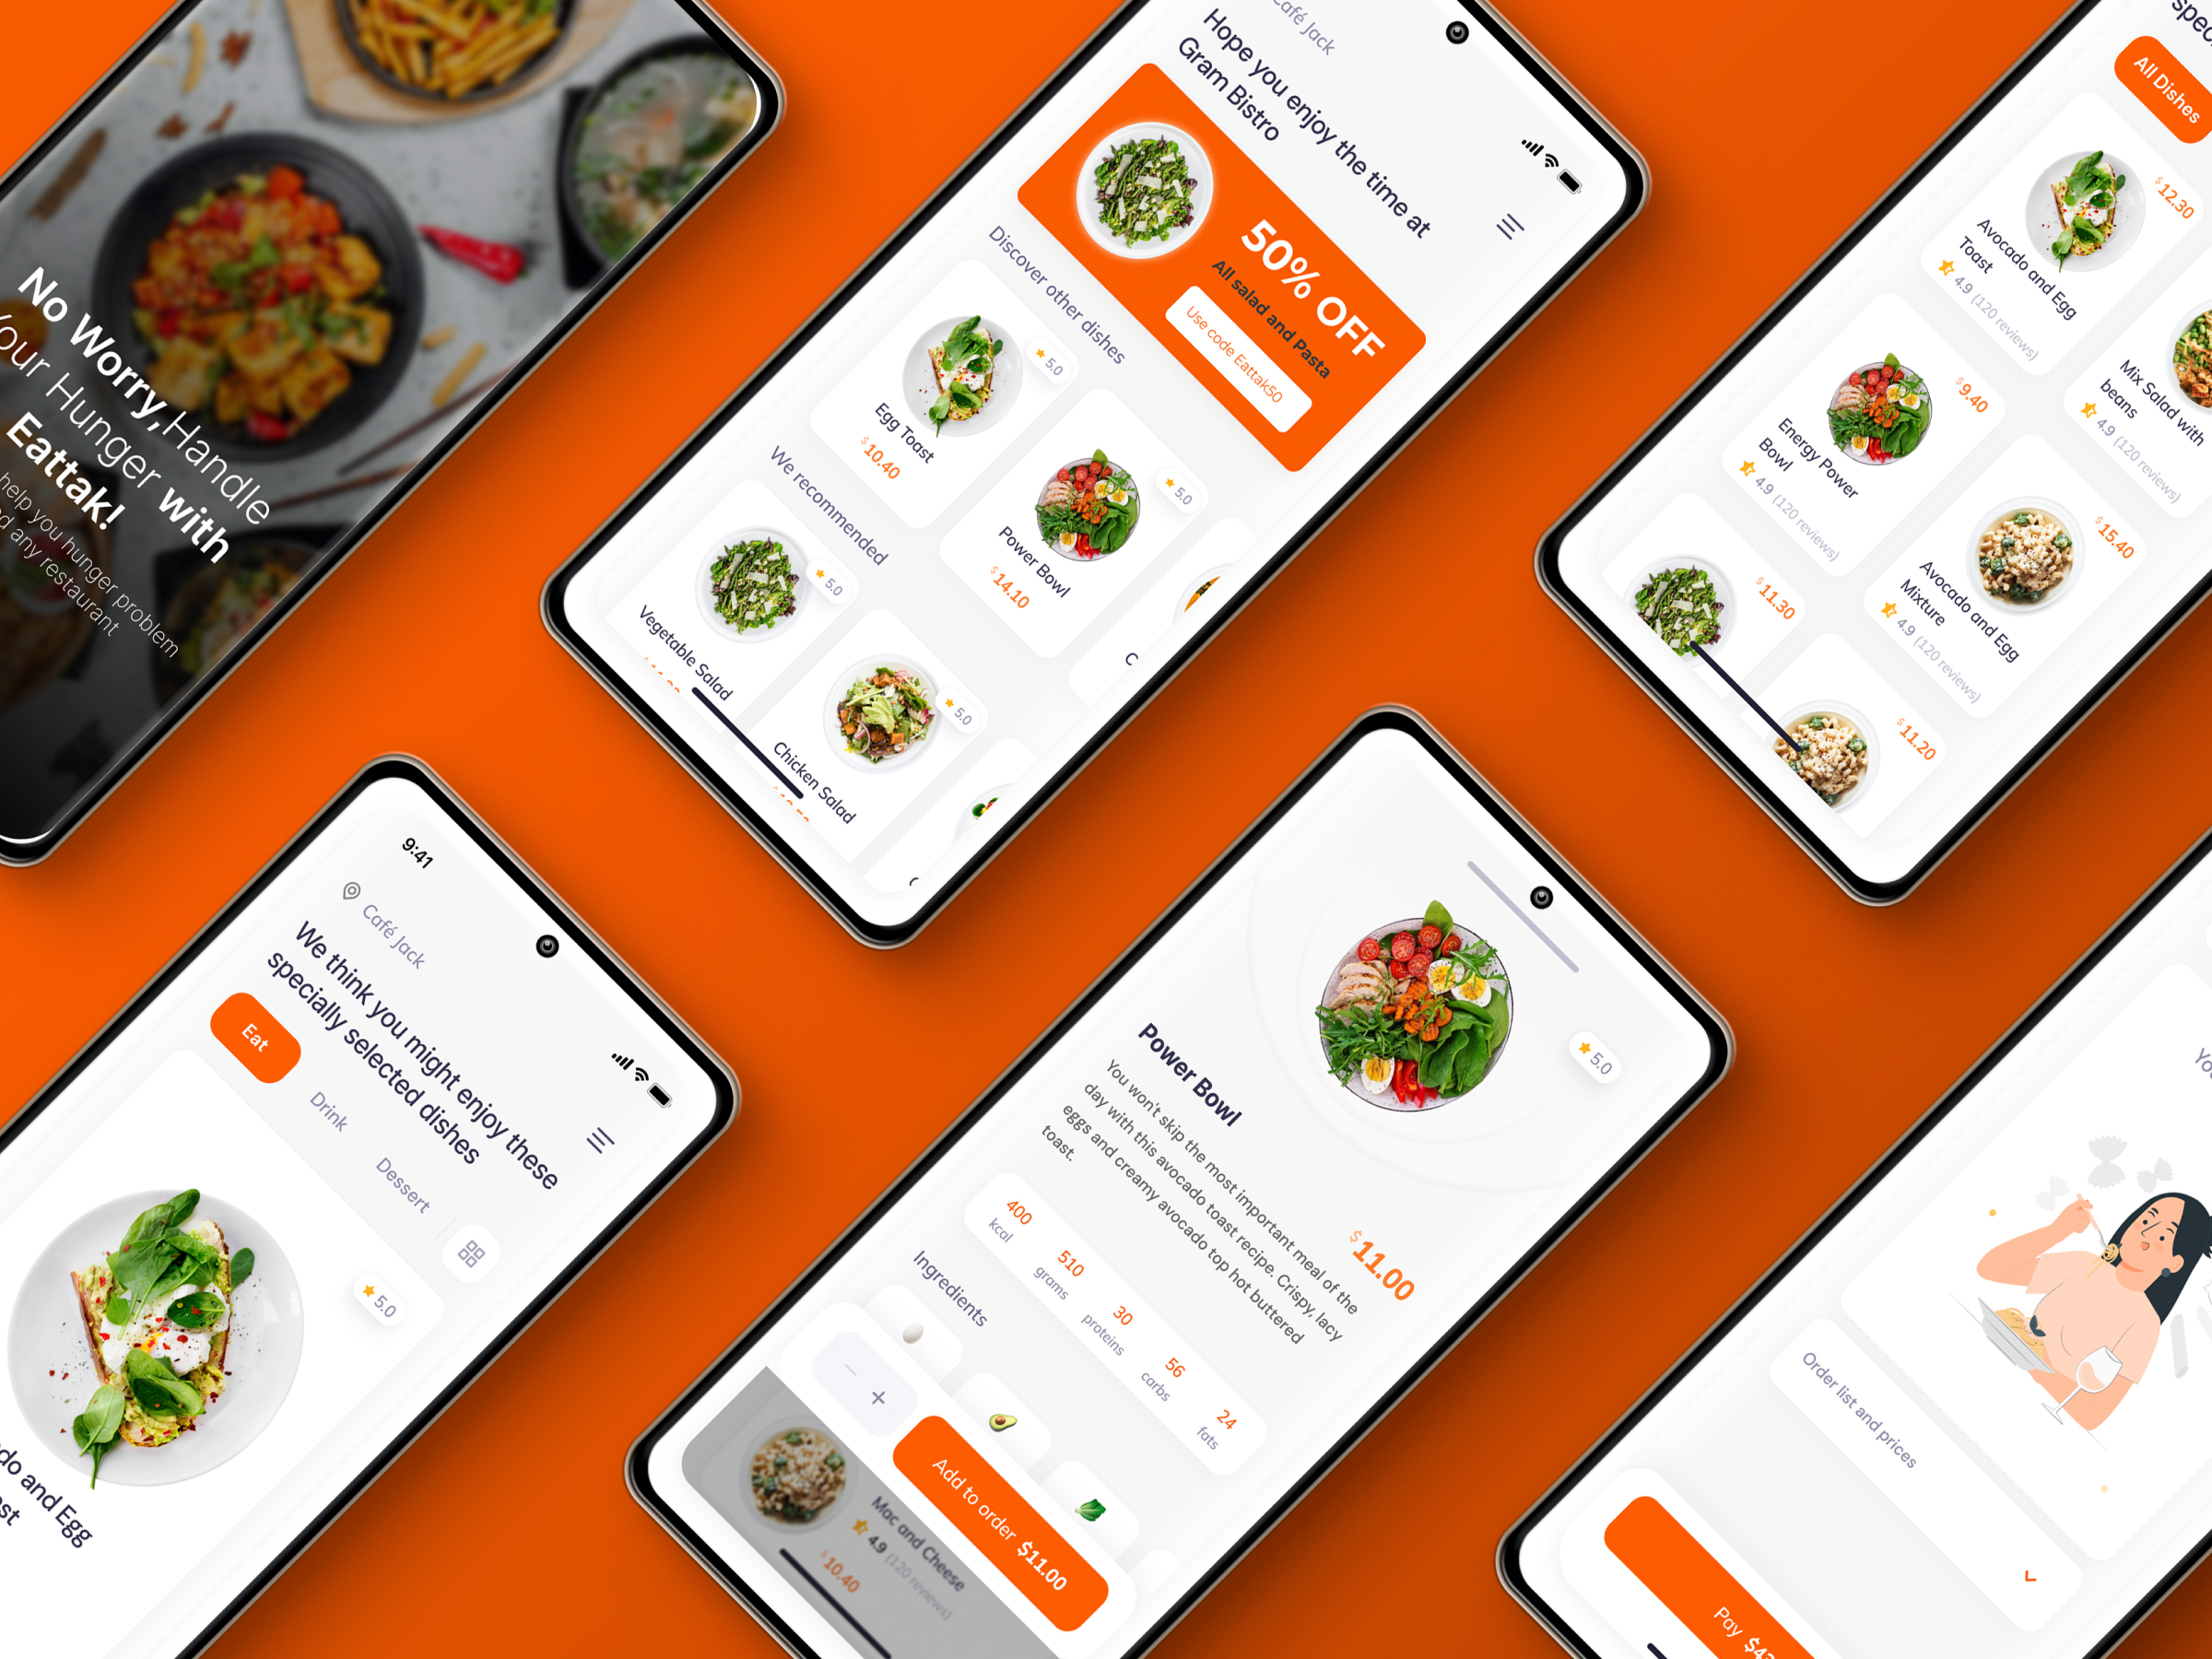 No Worry, Handle
Your Hunger with
Eattak!
help you hunger problem
any restaurant
Café Jack
Hope you enjoy the time at
Gram Bistro
50% OFF
All salad and Pasta
Use code Eattak50
Discover other dishes
5.0
Egg Toast
$10.40
5.0
Power Bowl
$14.10
C
We recommended
5.0
Vegetable Salad
5.0
Chicken Salad
All Dishes
$12.30
Avocado and Egg
Toast
4.9 (120 reviews)
Mix Salad with
beans
4.9 (120 reviews)
$9.40
Energy Power
Bowl
4.9 (120 reviews)
$15.40
Avocado and Egg
Mixture
4.9 (120 reviews)
$11.30
$11.20
9:41
Café Jack
We think you might enjoy these
specially selected dishes
Eat
Drink
Dessert
5.0
and Egg
5.0
Power Bowl
$11.00
You won't skip the most important meal of the
day with this avocado toast recipe. Crispy, lacy
eggs and creamy avocado top hot buttered
toast.
400
kcal
510
grams
30
proteins
56
carbs
24
fats
Ingredients
− +
Add to order $11.00
Mac and Cheese
4.9 (120 reviews)
$10.40
Order list and prices
Pay